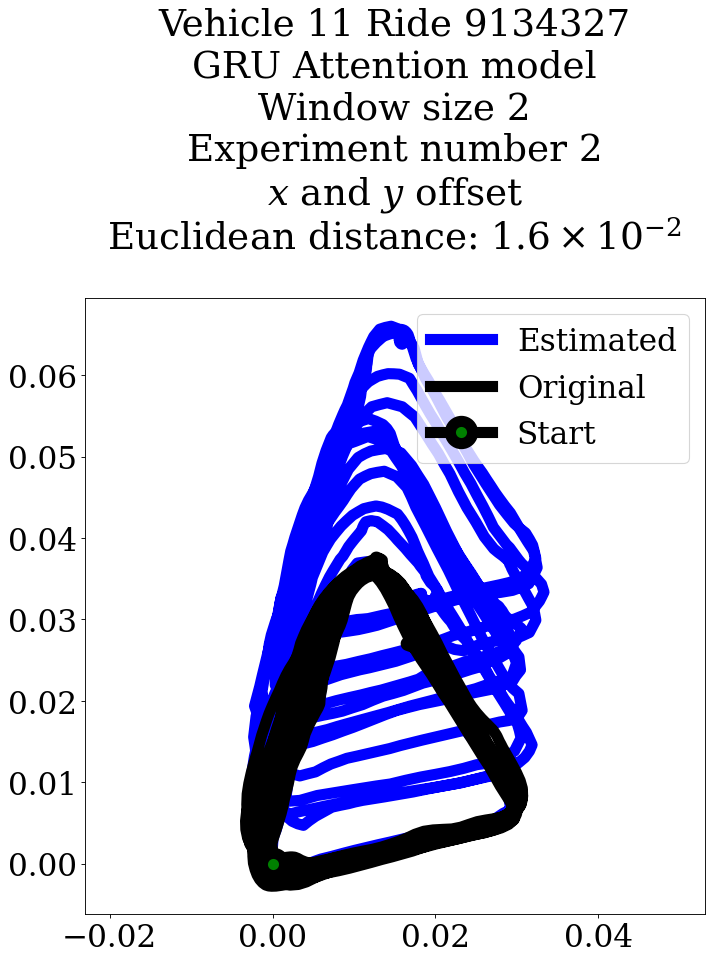 Vehicle 11 Ride 9134327
GRU Attention model
Window size 2
Experiment number 2
x and y offset
Euclidean distance: 1.6 × 10⁻²
Estimated
Original
Start
0.06
0.05
0.04
0.03
0.02
0.01
0.00
−0.02 0.00 0.02 0.04